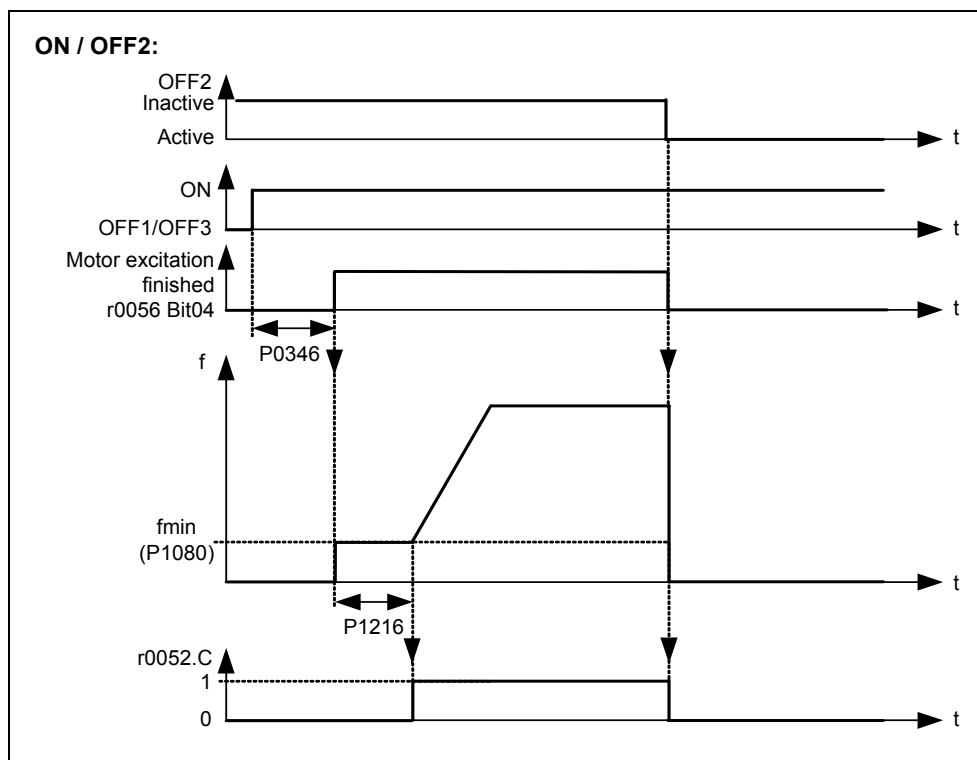 ON / OFF2:
OFF2
Inactive
Active
t
ON
OFF1/OFF3
t
Motor excitation
finished
r0056 Bit04
t
P0346
f
fmin
(P1080)
t
P1216
r0052.C
1
0
t